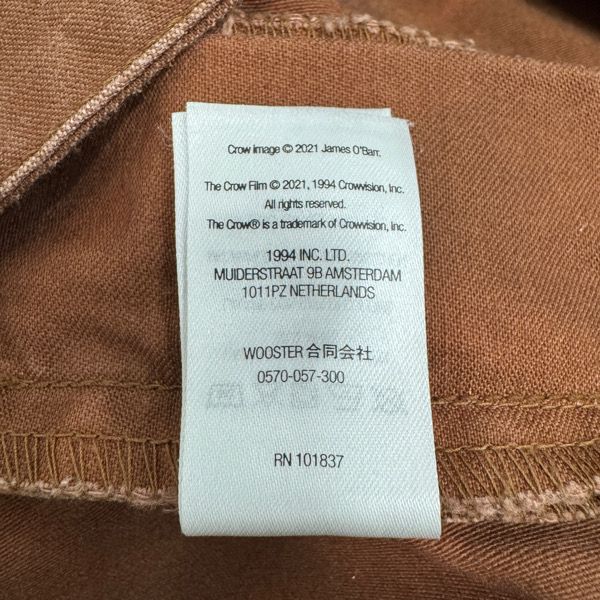 Crow image © 2021 James O'Barr.
The Crow Film © 2021, 1994 Crowvision, Inc.
All rights reserved.
The Crow® is a trademark of Crowvision, Inc.
1994 INC. LTD.
MUIDERSTRAAT 9B AMSTERDAM
1011PZ NETHERLANDS
WOOSTER 合同会社
0570-057-300
RN 101837